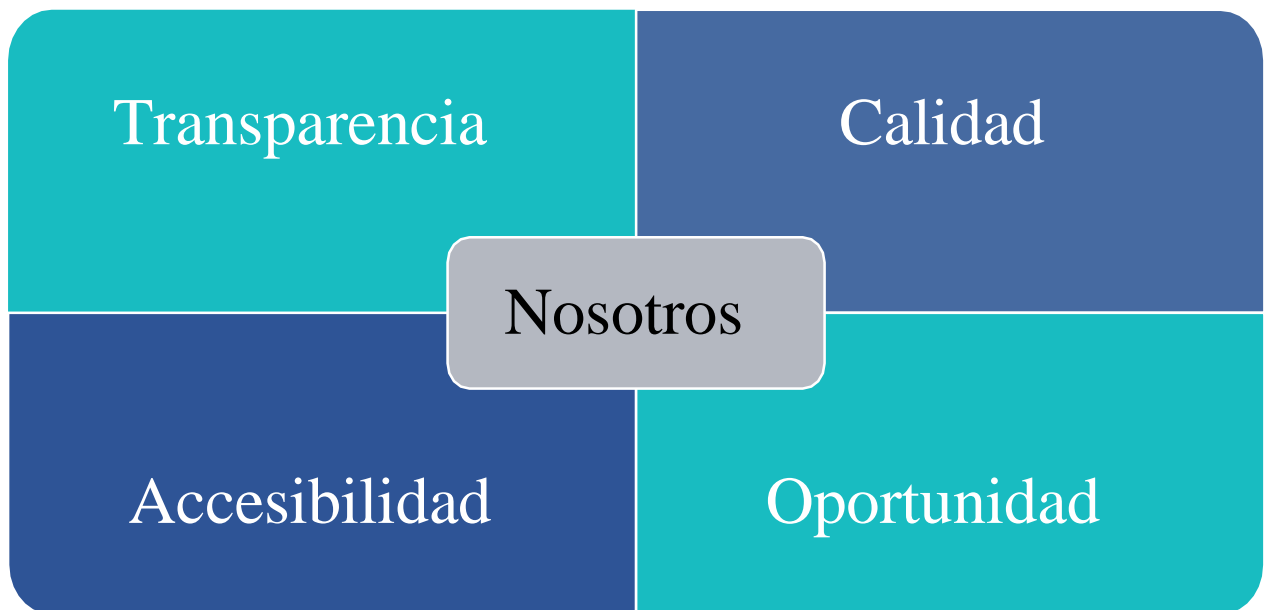 Transparencia
Calidad
Nosotros
Accesibilidad
Oportunidad